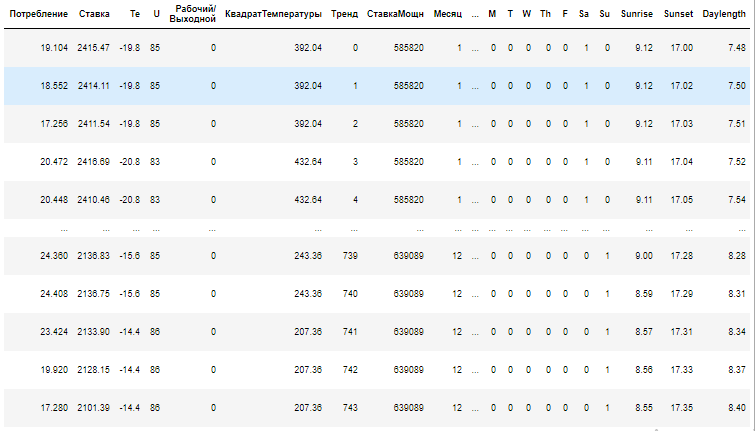 Потребление Ставка Te U Рабочий/ Выходной КвадратТемпературы Тренд СтавкаМощн Месяц ... M T W Th F Sa Su Sunrise Sunset Daylength
19.104 2415.47 -19.8 85 0 392.04 0 585820 1 ... 0 0 0 0 0 1 0 9.12 17.00 7.48
18.552 2414.11 -19.8 85 0 392.04 1 585820 1 ... 0 0 0 0 0 1 0 9.12 17.02 7.50
17.256 2411.54 -19.8 85 0 392.04 2 585820 1 ... 0 0 0 0 0 1 0 9.12 17.03 7.51
20.472 2416.69 -20.8 83 0 432.64 3 585820 1 ... 0 0 0 0 0 1 0 9.11 17.04 7.52
20.448 2410.46 -20.8 83 0 432.64 4 585820 1 ... 0 0 0 0 0 1 0 9.11 17.05 7.54
... ... ... ... ... ... ... ... ... ... ... ... ... ... ... ... ... ... ... ...
24.360 2136.83 -15.6 85 0 243.36 739 639089 12 ... 0 0 0 0 0 0 1 9.00 17.28 8.28
24.408 2136.75 -15.6 85 0 243.36 740 639089 12 ... 0 0 0 0 0 0 1 8.59 17.29 8.31
23.424 2133.90 -14.4 86 0 207.36 741 639089 12 ... 0 0 0 0 0 0 1 8.57 17.31 8.34
19.920 2128.15 -14.4 86 0 207.36 742 639089 12 ... 0 0 0 0 0 0 1 8.56 17.33 8.37
17.280 2101.39 -14.4 86 0 207.36 743 639089 12 ... 0 0 0 0 0 0 1 8.55 17.35 8.40